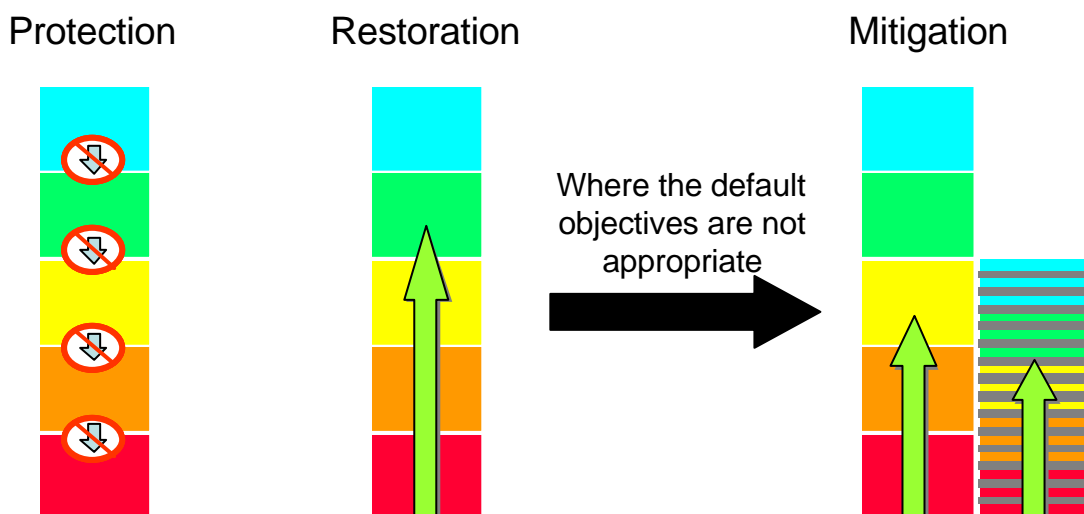 Protection
Restoration
Mitigation
Where the default
objectives are not
appropriate